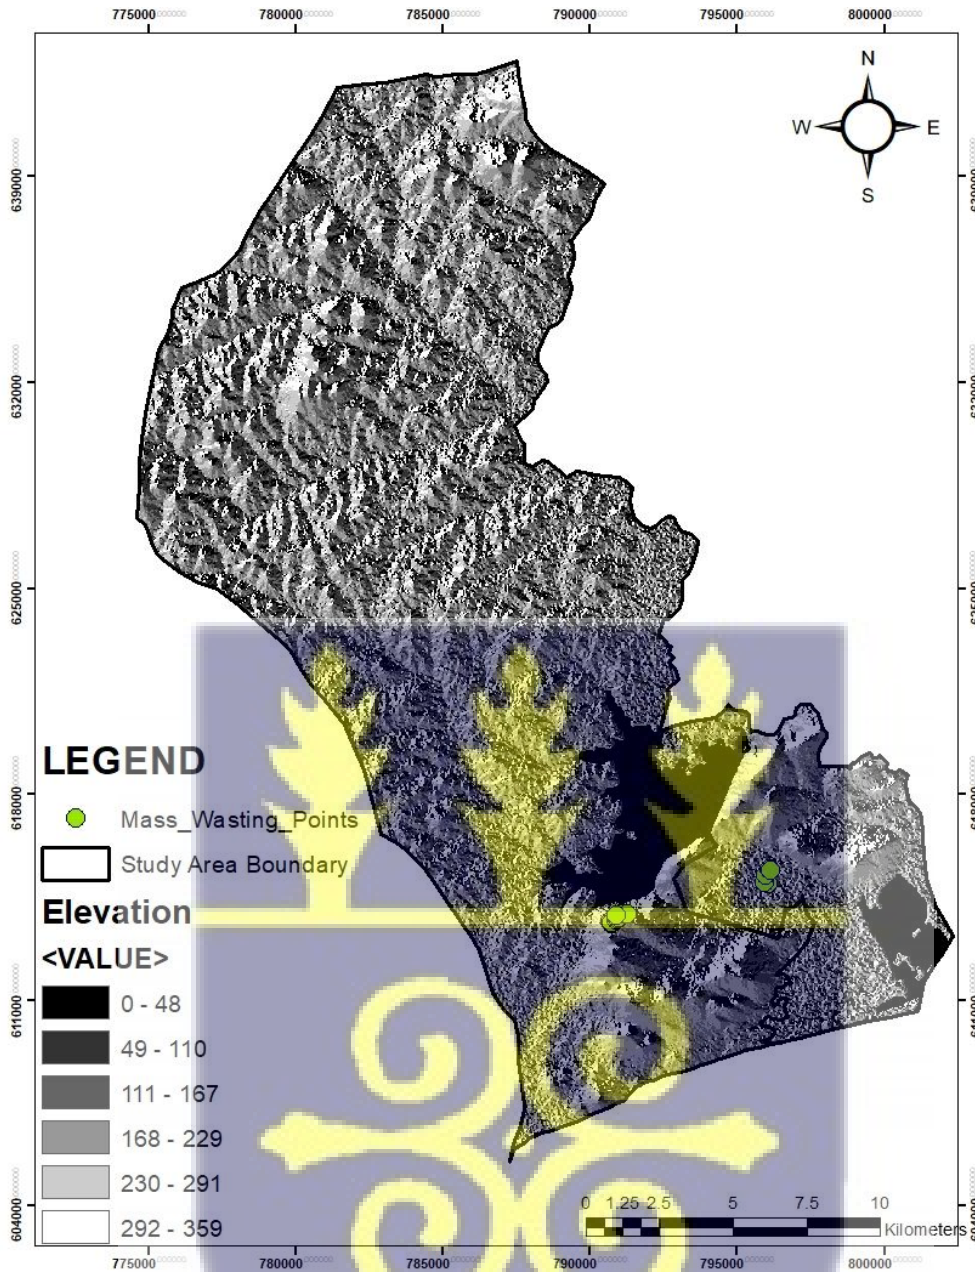 775000 780000 785000 790000 795000 800000
N
W E
S
639000
632000
625000
618000
611000
604000
LEGEND
Mass_Wasting_Points
Study Area Boundary
Elevation
<VALUE>
0 - 48
49 - 110
111 - 167
168 - 229
230 - 291
292 - 359
0 1.25 2.5 5 7.5 10
Kilometers
775000 780000 785000 790000 795000 800000